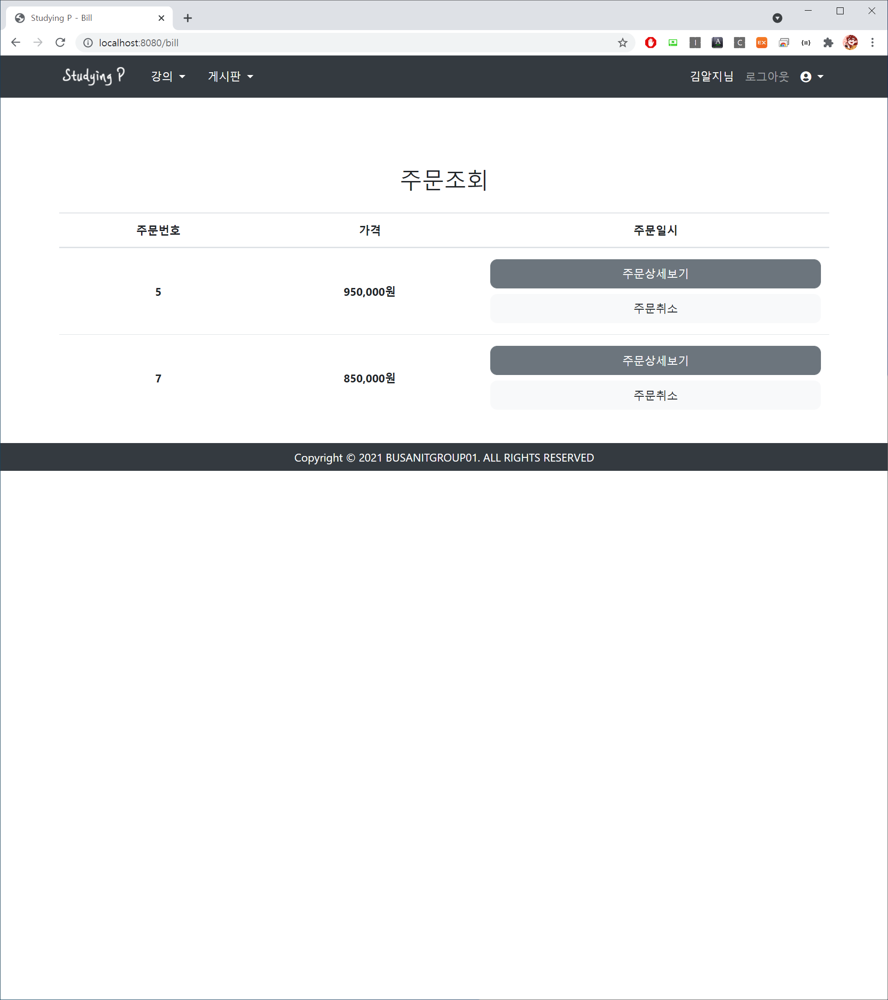 Studying P - Bill
localhost:8080/bill
Studying P 강의 게시판 김알지님 로그아웃
주문조회
주문번호 가격 주문일시
5 950,000원 주문상세보기
주문취소
7 850,000원 주문상세보기
주문취소
Copyright © 2021 BUSANITGROUP01. ALL RIGHTS RESERVED